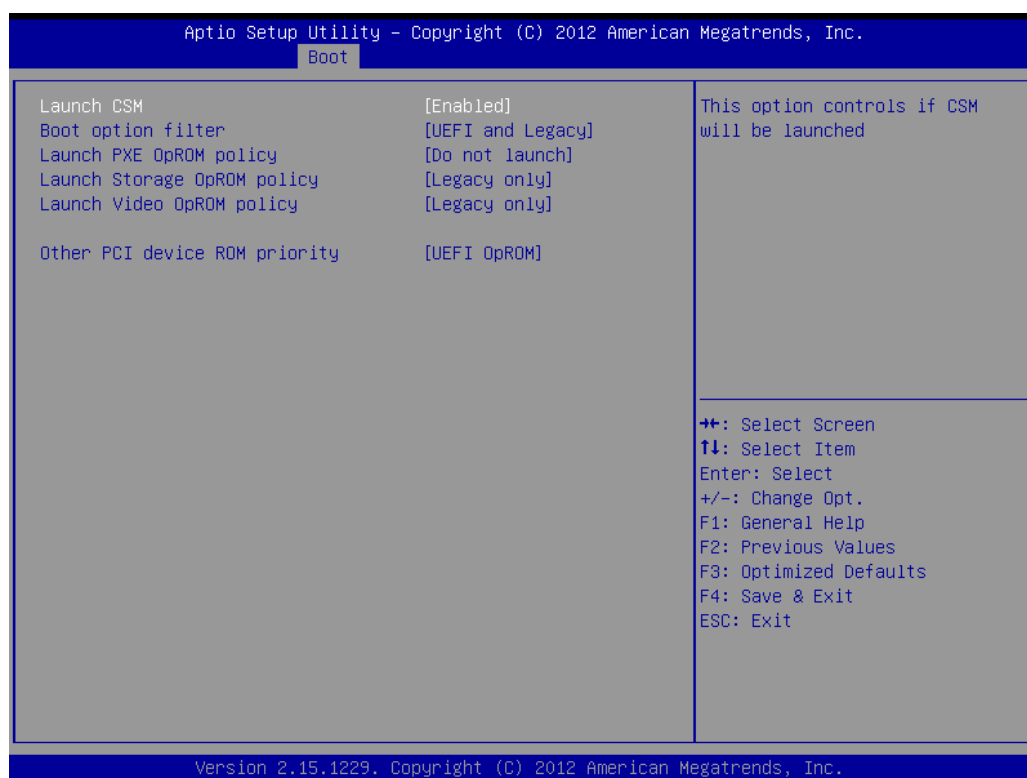 Aptio Setup Utility – Copyright (C) 2012 American Megatrends, Inc.
Boot
Launch CSM [Enabled]
Boot option filter [UEFI and Legacy]
Launch PXE OpROM policy [Do not launch]
Launch Storage OpROM policy [Legacy only]
Launch Video OpROM policy [Legacy only]
Other PCI device ROM priority [UEFI OpROM]
This option controls if CSM
will be launched
→←: Select Screen
↑↓: Select Item
Enter: Select
+/-: Change Opt.
F1: General Help
F2: Previous Values
F3: Optimized Defaults
F4: Save & Exit
ESC: Exit
Version 2.15.1229. Copyright (C) 2012 American Megatrends, Inc.